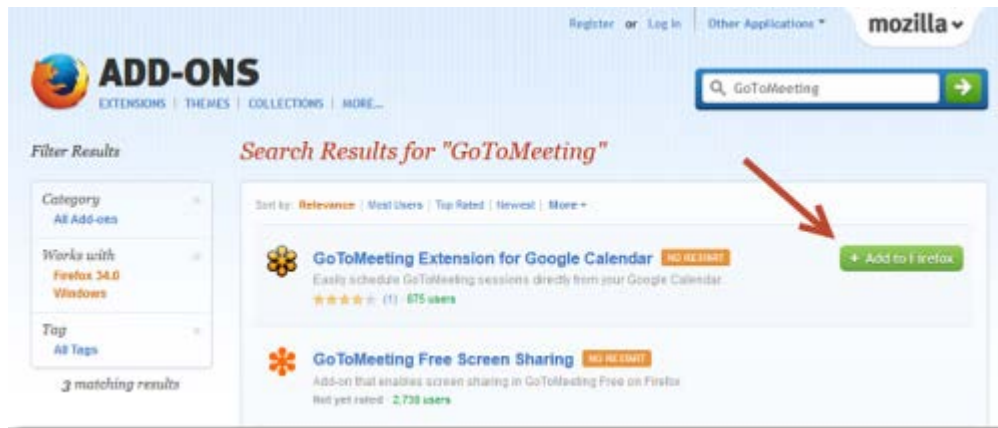 Register or Log In | Other Applications
mozilla
ADD-ONS
EXTENSIONS | THEMES | COLLECTIONS | MORE...
GoToMeeting
Filter Results
Search Results for "GoToMeeting"
Category
All Add-ons
Sort by: Relevance | Most Users | Top Rated | Newest | More
Works with
Firefox 34.0
Windows
GoToMeeting Extension for Google Calendar NO RESTART
+ Add to Firefox
Easily schedule GoToMeeting sessions directly from your Google Calendar.
(1) · 675 users
Tag
All Tags
3 matching results
GoToMeeting Free Screen Sharing NO RESTART
Add-on that enables screen sharing in GoToMeeting Free on Firefox
Not yet rated · 2,738 users